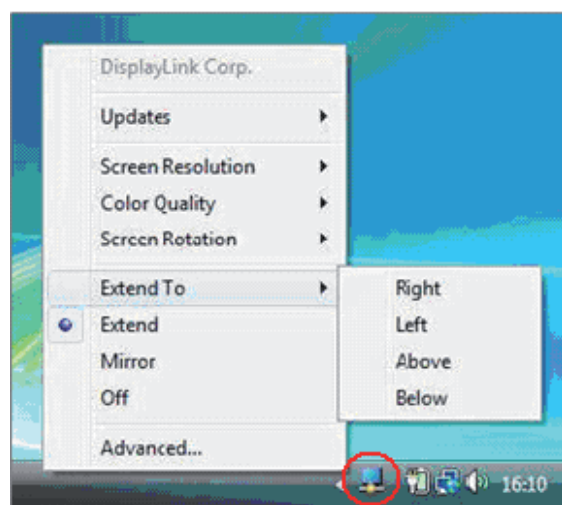 DisplayLink Corp.
Updates
Screen Resolution
Color Quality
Screen Rotation
Extend To
Extend
Mirror
Off
Advanced...
Right
Left
Above
Below
16:10